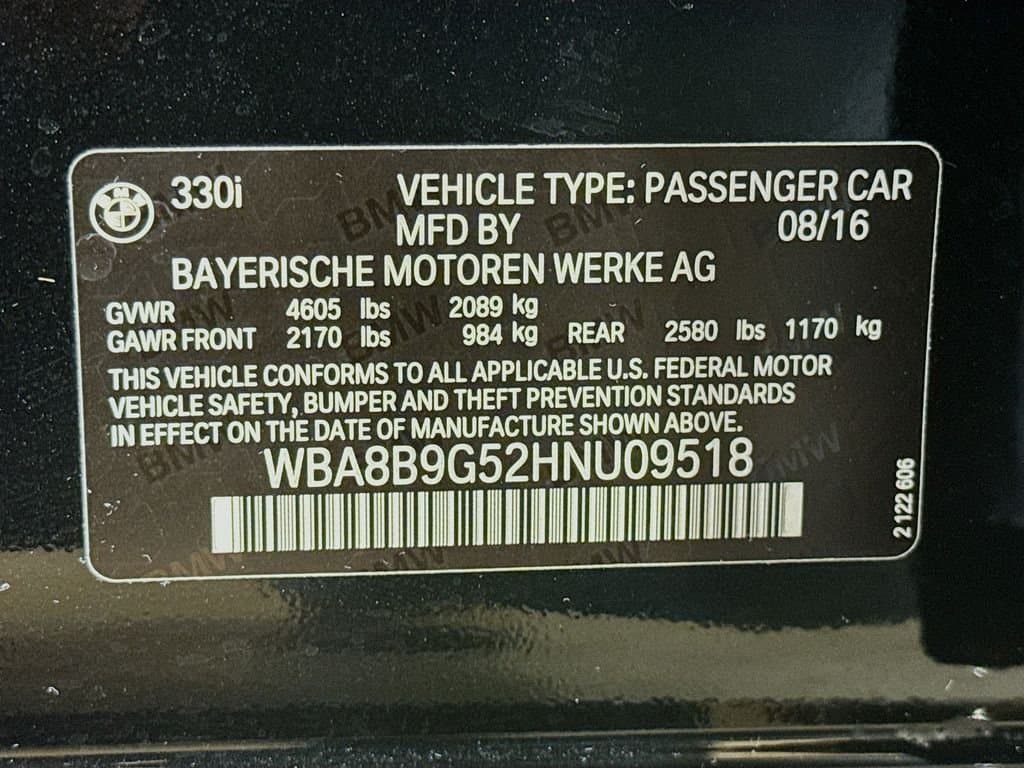 330i VEHICLE TYPE: PASSENGER CAR
MFD BY 08/16
BAYERISCHE MOTOREN WERKE AG
GVWR 4605 lbs 2089 kg
GAWR FRONT 2170 lbs 984 kg REAR 2580 lbs 1170 kg
THIS VEHICLE CONFORMS TO ALL APPLICABLE U.S. FEDERAL MOTOR
VEHICLE SAFETY, BUMPER AND THEFT PREVENTION STANDARDS
IN EFFECT ON THE DATE OF MANUFACTURE SHOWN ABOVE.
WBA8B9G52HNU09518
2 122 606